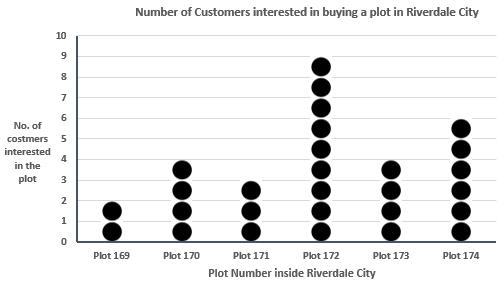 Number of Customers interested in buying a plot in Riverdale City
10
9
8
7
6
5
4
3
2
1
0
No. of
costmers
interested
in the
plot
Plot 169 Plot 170 Plot 171 Plot 172 Plot 173 Plot 174
Plot Number inside Riverdale City